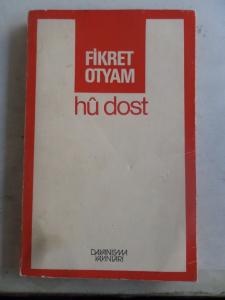 FİKRET
OTYAM
hû dost
DAYANIŞMA
YAYINLARI